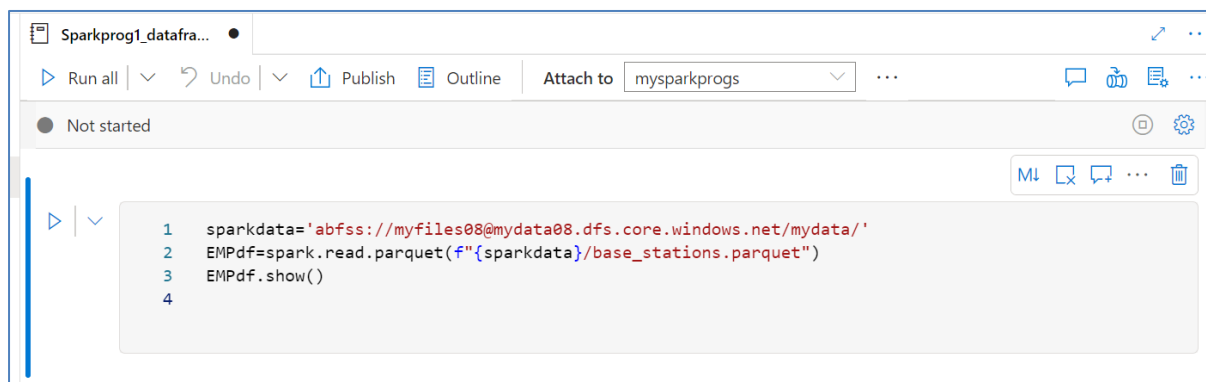 Sparkprog1_datafra...
Run all Undo Publish Outline Attach to mysparkprogs
Not started
M↓
1 sparkdata='abfss://myfiles08@mydata08.dfs.core.windows.net/mydata/'
2 EMPdf=spark.read.parquet(f"{sparkdata}/base_stations.parquet")
3 EMPdf.show()
4